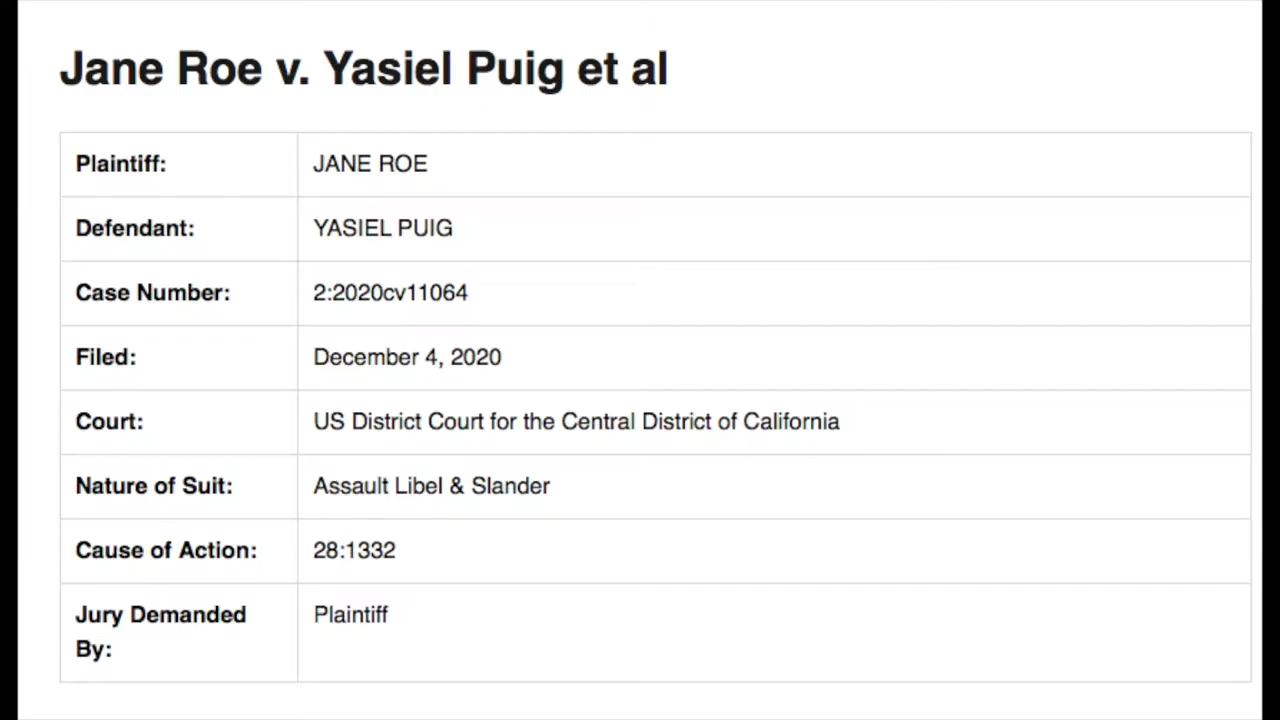 Jane Roe v. Yasiel Puig et al
Plaintiff: JANE ROE
Defendant: YASIEL PUIG
Case Number: 2:2020cv11064
Filed: December 4, 2020
Court: US District Court for the Central District of California
Nature of Suit: Assault Libel & Slander
Cause of Action: 28:1332
Jury Demanded Plaintiff
By: